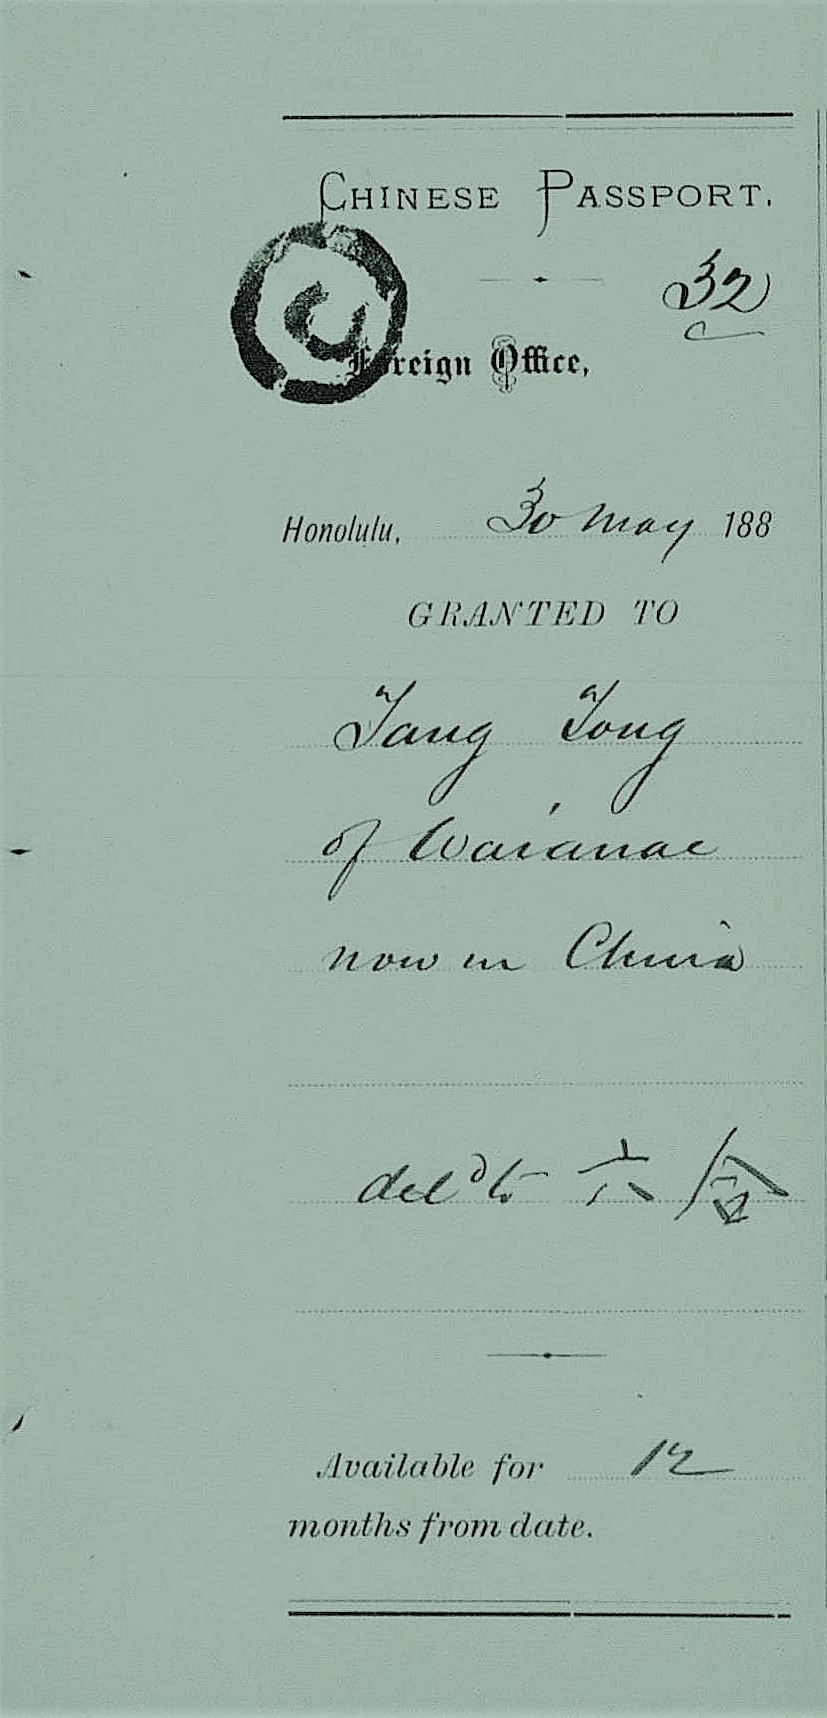 CHINESE PASSPORT.
32
C
Foreign Office,
Honolulu, 30 May 188
GRANTED TO
Tang Tong
of Waianae
now in China
del'd to 六
Available for 12
months from date.